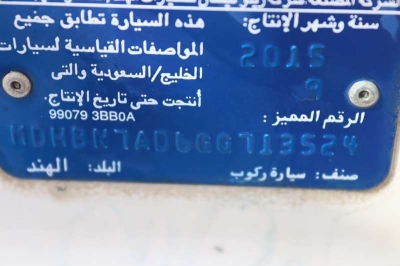 سنة وشهر الإنتاج:
2015
9
هذه السيارة تطابق جميع
المواصفات القياسية لسيارات
الخليج/السعودية والتى
أنتجت حتى تاريخ الإنتاج.
99079 3BB0A
الرقم المميز:
MDHBN7AD6GG713524
صنف: سيارة ركوب
البلد: الهند